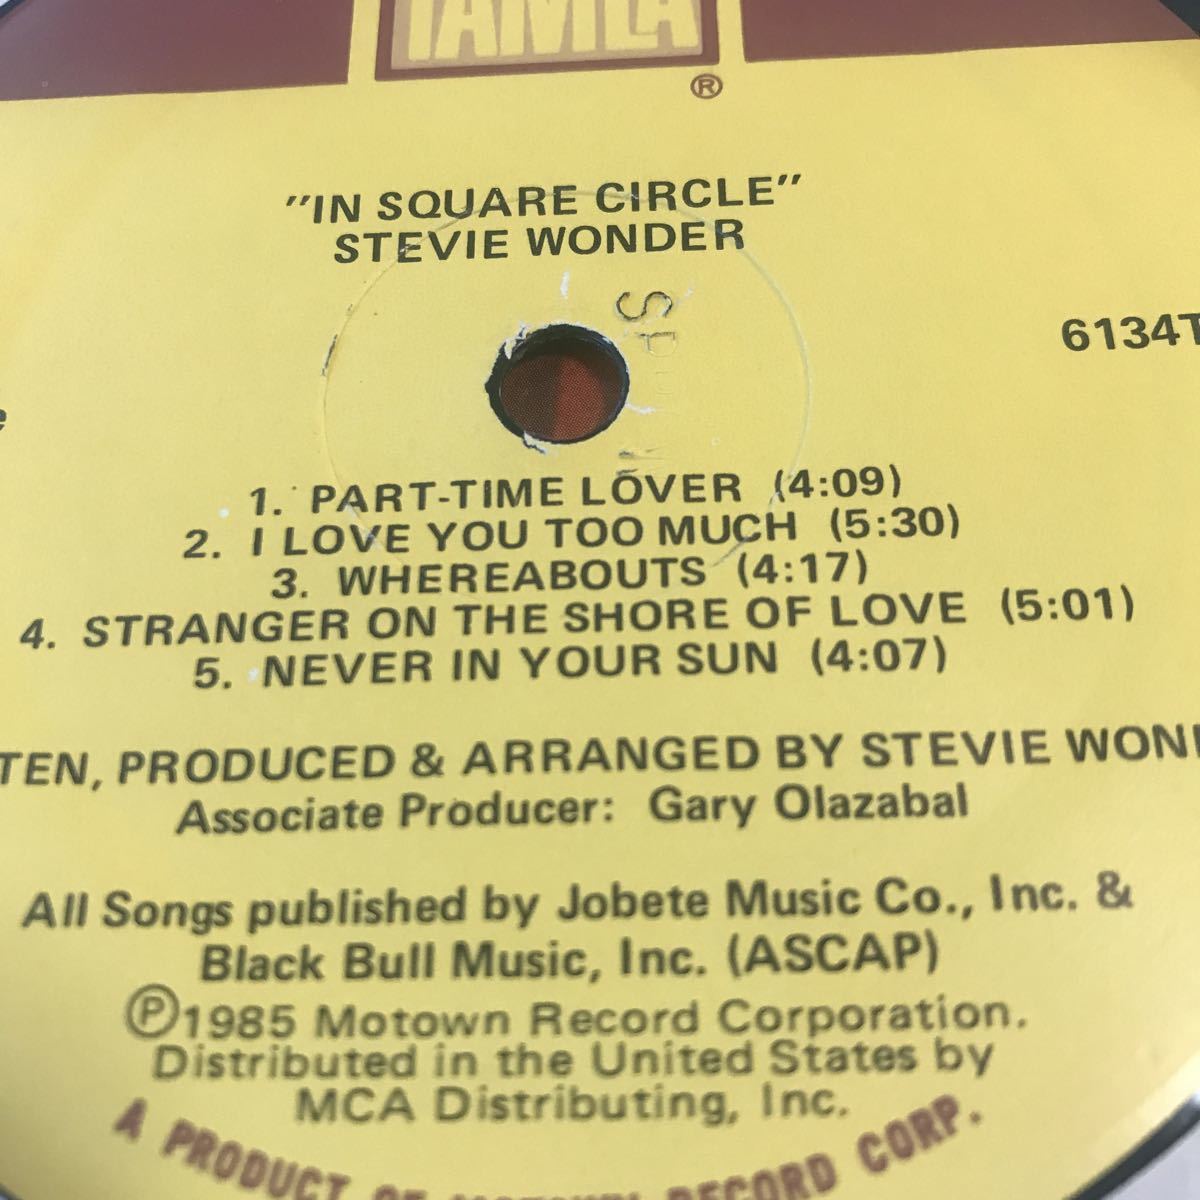 TAMLA
®
"IN SQUARE CIRCLE"
STEVIE WONDER
6134T
1. PART-TIME LOVER (4:09)
2. I LOVE YOU TOO MUCH (5:30)
3. WHEREABOUTS (4:17)
4. STRANGER ON THE SHORE OF LOVE (5:01)
5. NEVER IN YOUR SUN (4:07)
TEN, PRODUCED & ARRANGED BY STEVIE WON
Associate Producer: Gary Olazabal
All Songs published by Jobete Music Co., Inc. &
Black Bull Music, Inc. (ASCAP)
℗1985 Motown Record Corporation.
Distributed in the United States by
MCA Distributing, Inc.
A PRODUCT OF MOTOWN RECORD CORP.